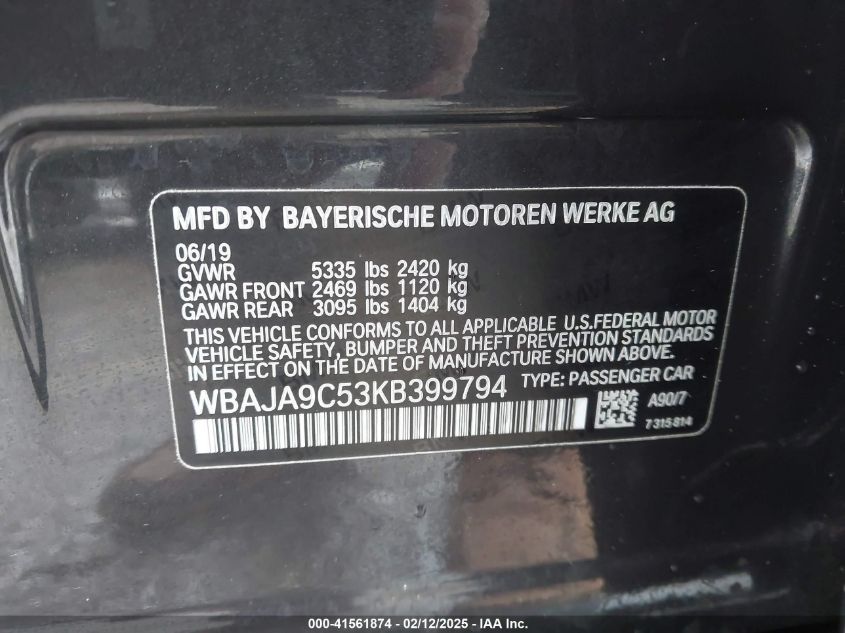 MFD BY BAYERISCHE MOTOREN WERKE AG
06/19
GVWR 5335 lbs 2420 kg
GAWR FRONT 2469 lbs 1120 kg
GAWR REAR 3095 lbs 1404 kg
THIS VEHICLE CONFORMS TO ALL APPLICABLE U.S.FEDERAL MOTOR
VEHICLE SAFETY, BUMPER AND THEFT PREVENTION STANDARDS
IN EFFECT ON THE DATE OF MANUFACTURE SHOWN ABOVE.
WBAJA9C53KB399794 TYPE: PASSENGER CAR
A90/7
7315814
000-41561874 - 02/12/2025 - IAA Inc.